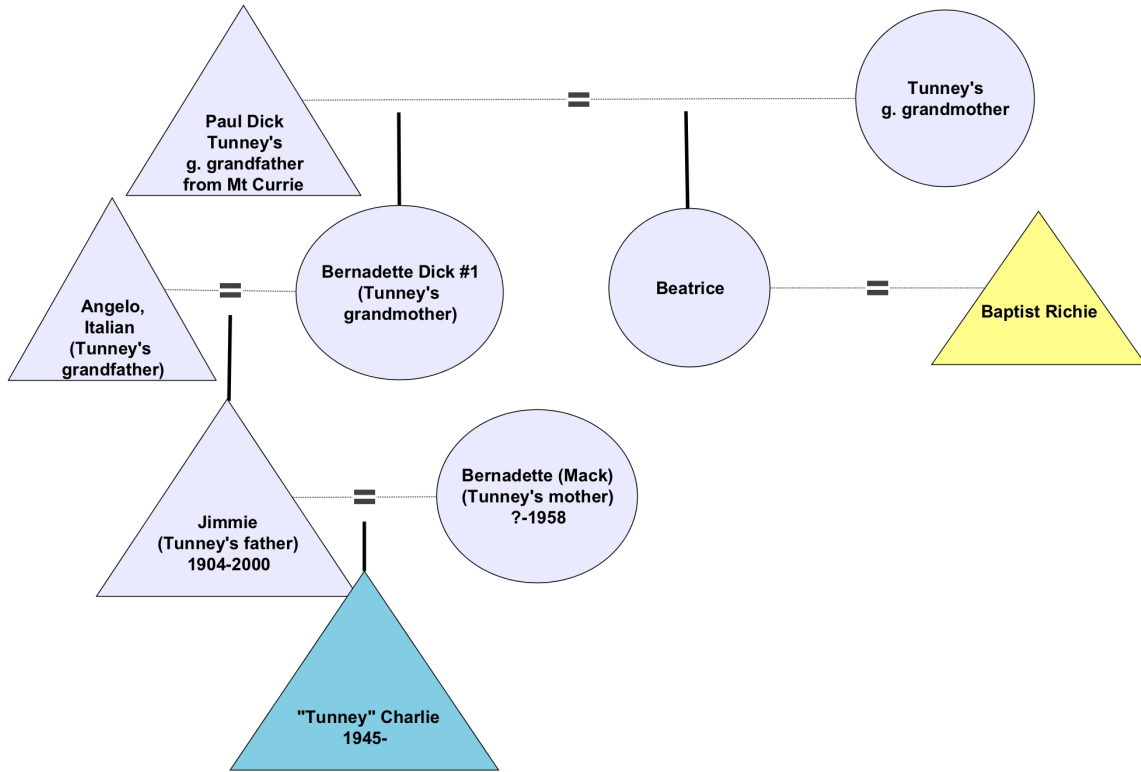 Paul Dick
Tunney's
g. grandfather
from Mt Currie
=
Tunney's
g. grandmother
Angelo,
Italian
(Tunney's
grandfather)
=
Bernadette Dick #1
(Tunney's
grandmother)
Beatrice
=
Baptist Richie
Jimmie
(Tunney's father)
1904-2000
=
Bernadette (Mack)
(Tunney's mother)
?-1958
"Tunney" Charlie
1945-